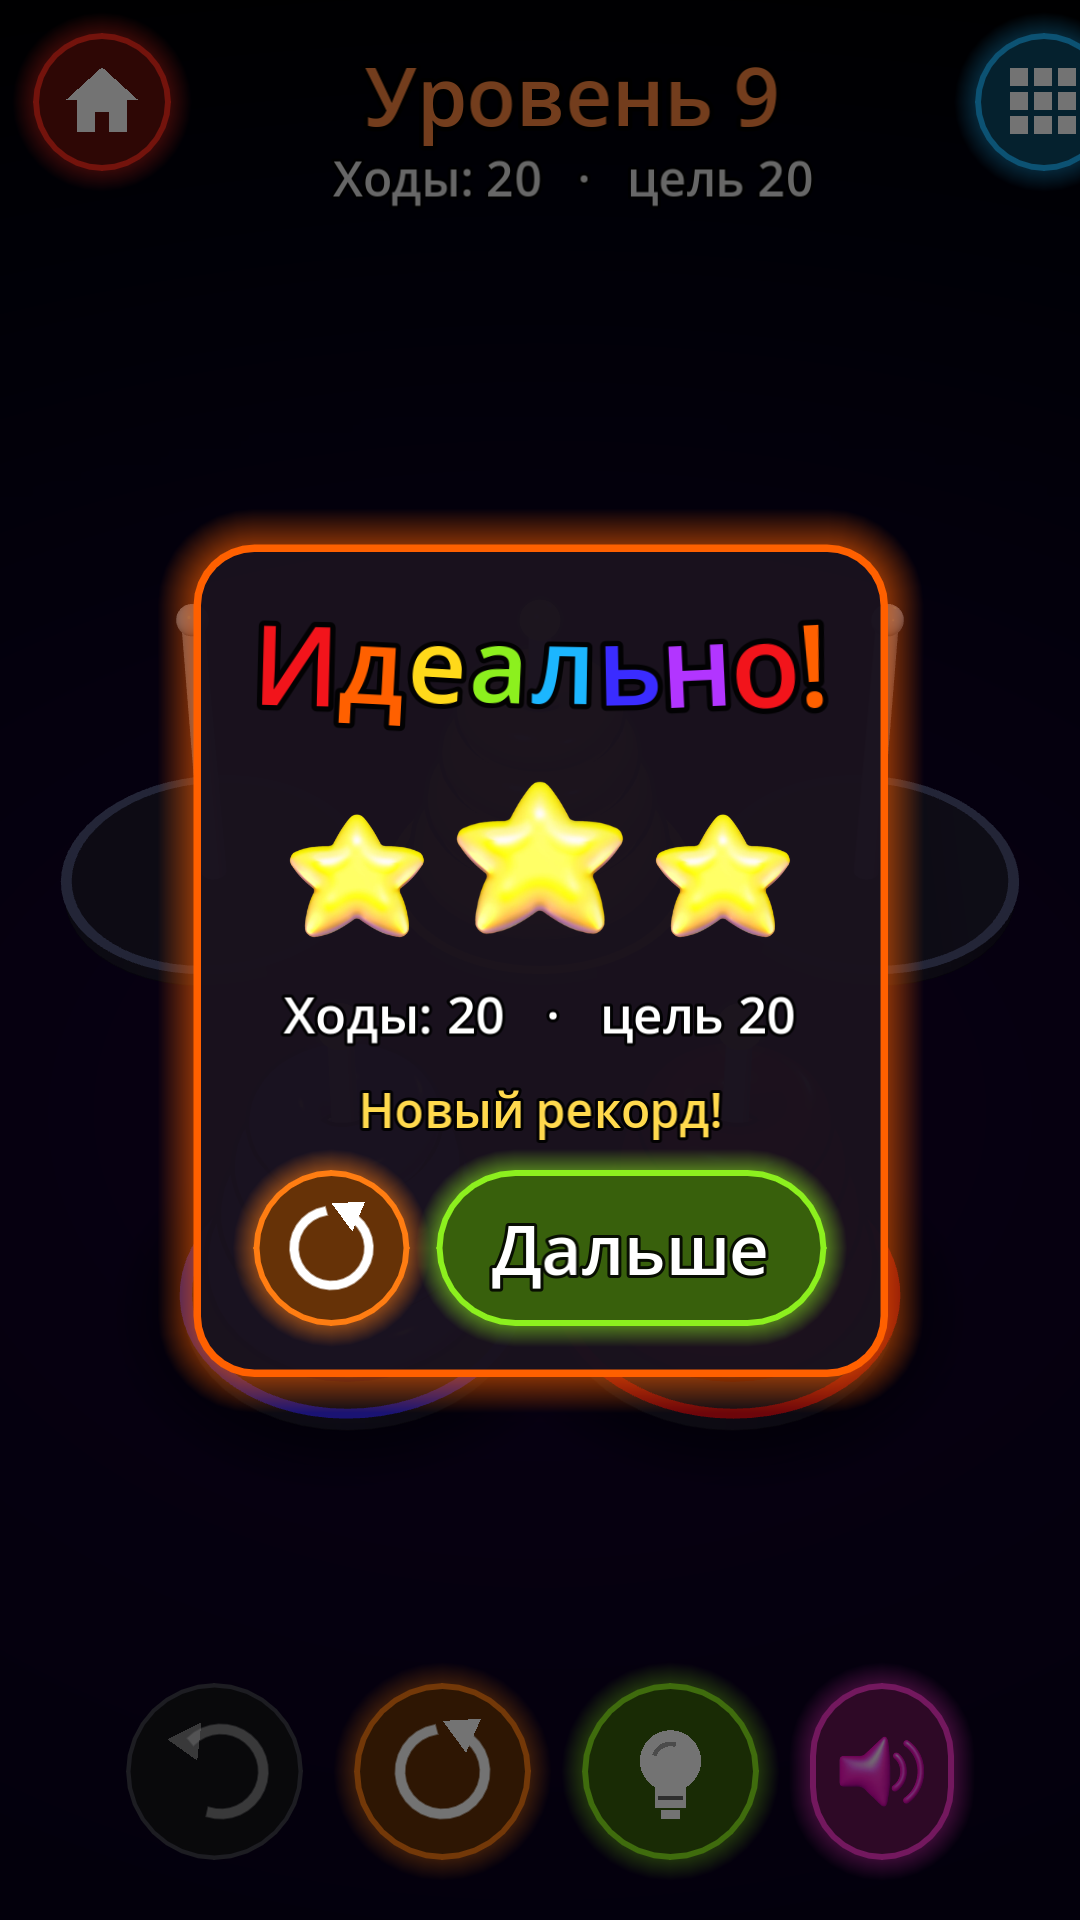 Уровень 9
Ходы: 20 · цель 20
Идеально!
Ходы: 20 · цель 20
Новый рекорд!
Дальше